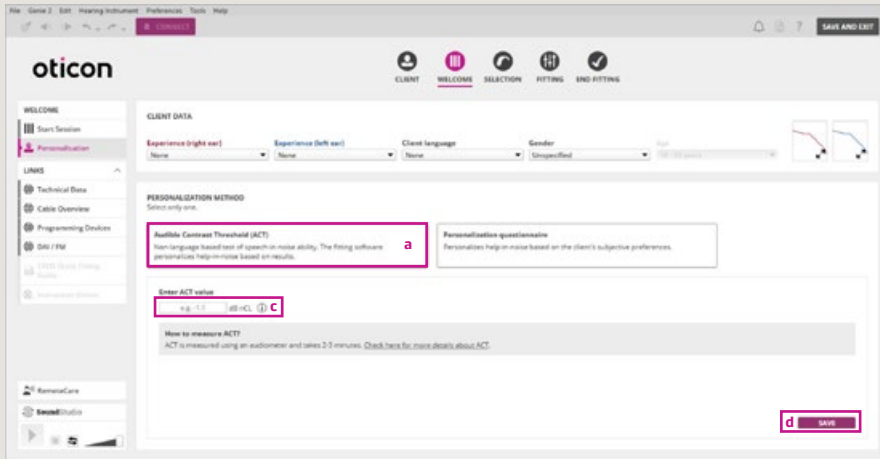 File Genie 2 Edit Hearing Instrument Preferences Tools Help
CONNECT
? SAVE AND EXIT
oticon
CLIENT WELCOME SELECTION FITTING END FITTING
WELCOME
Start Session
Personalisation
LINKS
Technical Data
Cable Overview
Programming Devices
DAI / FM
RemoteCare
SoundStudio
CLIENT DATA
Experience (right ear) Experience (left ear) Client language Gender Age
None None None Unspecified
PERSONALIZATION METHOD
Select only one.
Audible Contrast Threshold (ACT)
Non-language based test of speech in noise ability. The fitting software
personalizes help-in-noise based on results.
a
Personalization questionnaire
Personalizes help in noise based on the client's subjective preferences.
Enter ACT value
e.g. -1.1 dB nCL c
How to measure ACT?
ACT is measured using an audiometer and takes 2-3 minutes. Check here for more details about ACT.
d SAVE